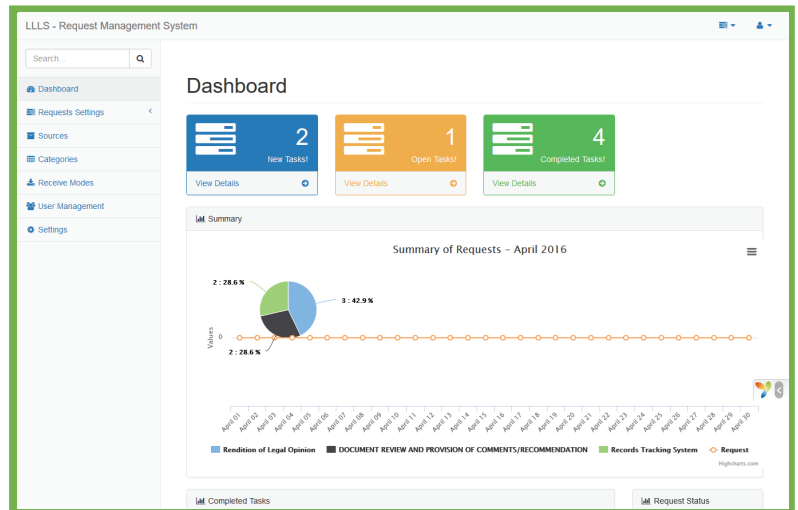 LLLS - Request Management System
Search...
Dashboard
Requests Settings
Sources
Categories
Receive Modes
User Management
Settings
Dashboard
2
New Tasks!
View Details
1
Open Tasks!
View Details
4
Completed Tasks!
View Details
Summary
Summary of Requests - April 2016
2 : 28.6 %
3 : 42.9 %
2 : 28.6 %
Values
0
April 01 April 02 April 03 April 04 April 05 April 06 April 07 April 08 April 09 April 10 April 11 April 12 April 13 April 14 April 15 April 16 April 17 April 18 April 19 April 20 April 21 April 22 April 23 April 24 April 25 April 26 April 27 April 28 April 29 April 30
Rendition of Legal Opinion DOCUMENT REVIEW AND PROVISION OF COMMENTS/RECOMMENDATION Records Tracking System Request
Highcharts.com
Completed Tasks
Request Status